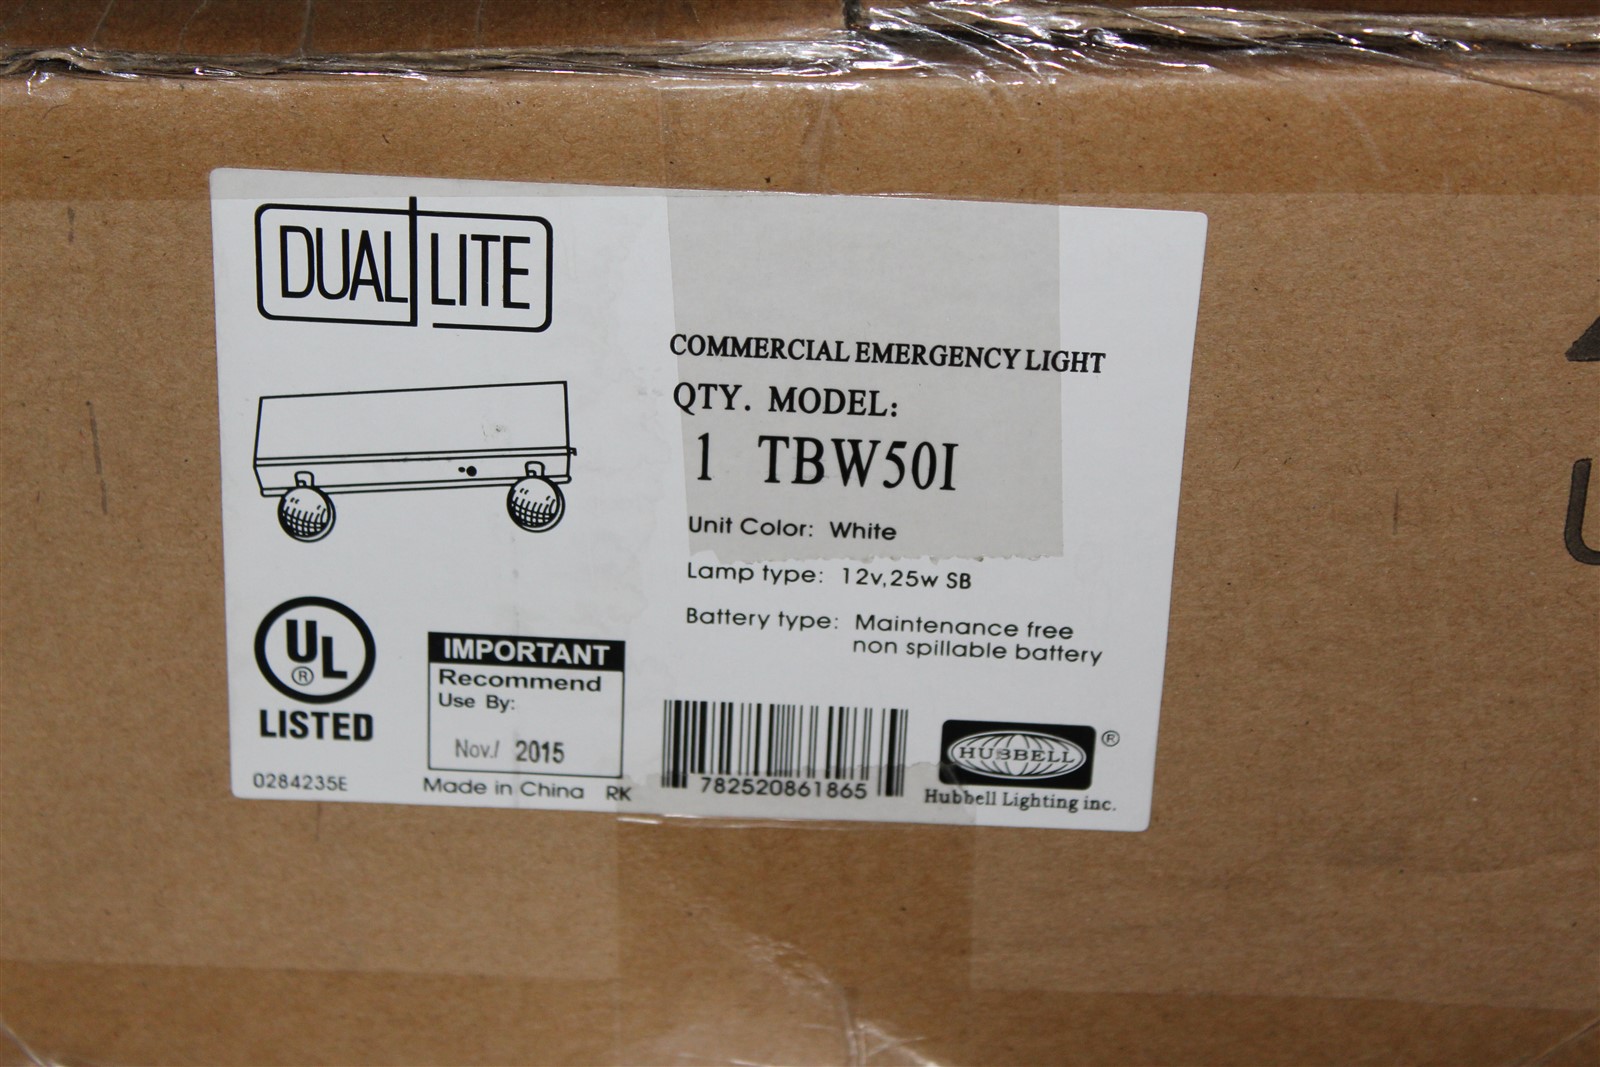 DUAL LITE
COMMERCIAL EMERGENCY LIGHT
QTY. MODEL:
1 TBW50I
Unit Color: White
Lamp type: 12v,25w SB
Battery type: Maintenance free
non spillable battery
UL
®
LISTED
0284235E
IMPORTANT
Recommend
Use By:
Nov./ 2015
Made in China RK
782520861865
HUBBELL
®
Hubbell Lighting inc.